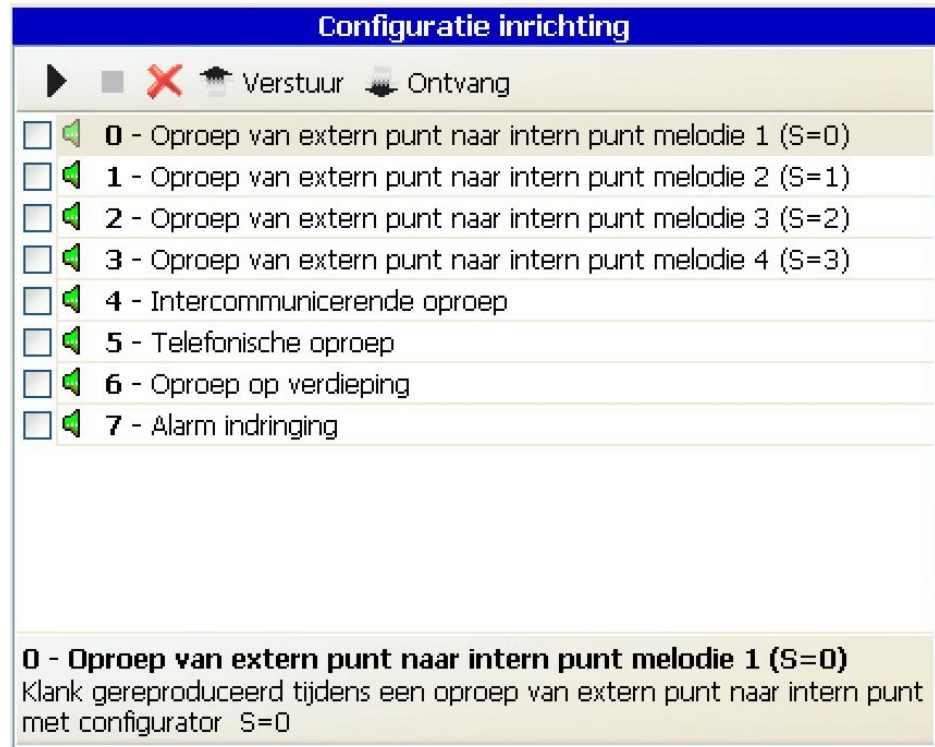 Configuratie inrichting
Verstuur Ontvang
0 - Oproep van extern punt naar intern punt melodie 1 (S=0)
1 - Oproep van extern punt naar intern punt melodie 2 (S=1)
2 - Oproep van extern punt naar intern punt melodie 3 (S=2)
3 - Oproep van extern punt naar intern punt melodie 4 (S=3)
4 - Intercommunicerende oproep
5 - Telefonische oproep
6 - Oproep op verdieping
7 - Alarm indringing
0 - Oproep van extern punt naar intern punt melodie 1 (S=0)
Klank gereproduceerd tijdens een oproep van extern punt naar intern punt
met configurator S=0